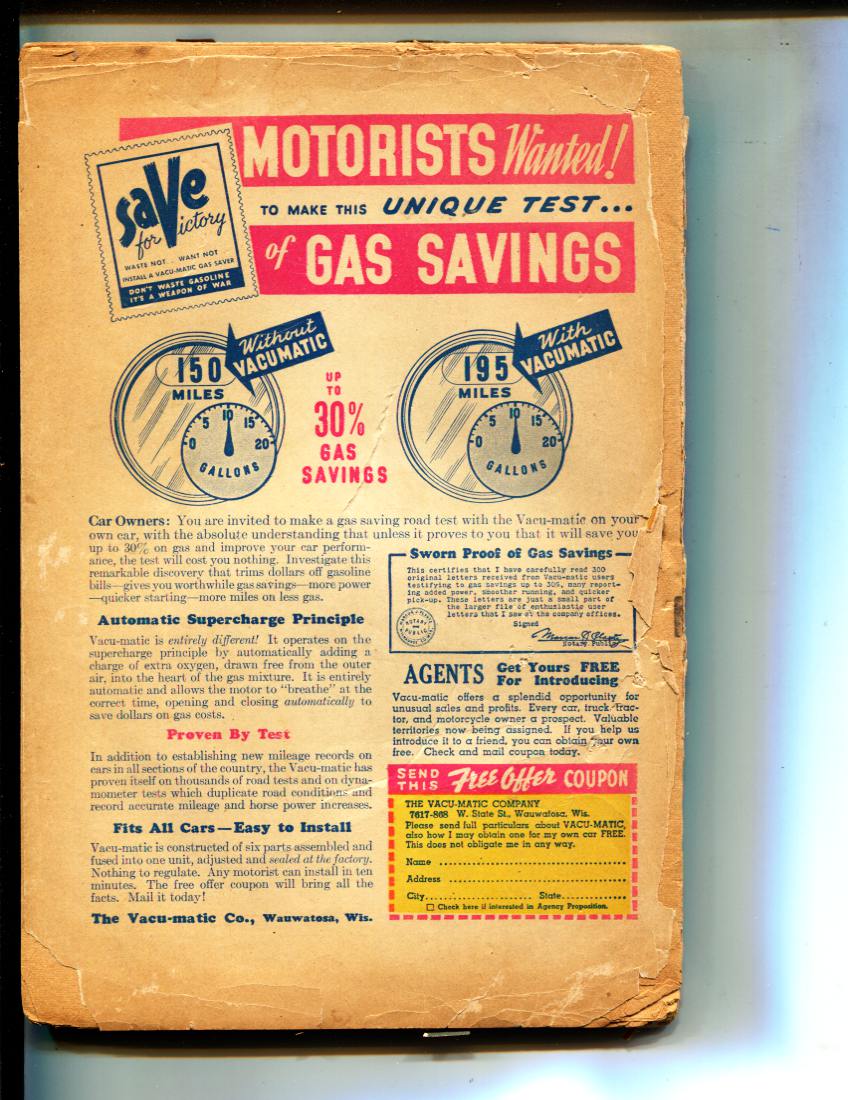 MOTORISTS Wanted!
TO MAKE THIS UNIQUE TEST...
of GAS SAVINGS
save
for Victory
WASTE NOT.. WANT NOT
INSTALL A VACU-MATIC GAS SAVER
DON'T WASTE GASOLINE
IT'S A WEAPON OF WAR
Without
VACUMATIC
150
MILES
0 5 10 15 20
GALLONS
UP
TO
30%
GAS
SAVINGS
With
VACUMATIC
195
MILES
0 5 10 15 20
GALLONS
Car Owners: You are invited to make a gas saving road test with the Vacu-matic on your
own car, with the absolute understanding that unless it proves to you that it will save you
up to 30% on gas and improve your car perform-
ance, the test will cost you nothing. Investigate this
remarkable discovery that trims dollars off gasoline
bills—gives you worthwhile gas savings—more power
—quicker starting—more miles on less gas.
Automatic Supercharge Principle
Vacu-matic is entirely different! It operates on the
supercharge principle by automatically adding a
charge of extra oxygen, drawn free from the outer
air, into the heart of the gas mixture. It is entirely
automatic and allows the motor to "breathe" at the
correct time, opening and closing automatically to
save dollars on gas costs.
Proven By Test
In addition to establishing new mileage records on
cars in all sections of the country, the Vacu-matic has
proven itself on thousands of road tests and on dyna-
mometer tests which duplicate road conditions and
record accurate mileage and horse power increases.
Fits All Cars—Easy to Install
Vacu-matic is constructed of six parts assembled and
fused into one unit, adjusted and sealed at the factory.
Nothing to regulate. Any motorist can install in ten
minutes. The free offer coupon will bring all the
facts. Mail it today!
The Vacu-matic Co., Wauwatosa, Wis.
Sworn Proof of Gas Savings
This certifies that I have carefully read 300
original letters received from Vacu-matic users
testifying to gas savings up to 30%, many report-
ing added power, smoother running, and quicker
pick-up. These letters are just a small part of
the larger file of enthusiastic user
letters that I saw at the company offices.
Signed
Notary Public
NOTARY
PUBLIC
AGENTS Get Yours FREE
For Introducing
Vacu-matic offers a splendid opportunity for
unusual sales and profits. Every car, truck, trac-
tor, and motorcycle owner a prospect. Valuable
territories now being assigned. If you help us
introduce it to a friend, you can obtain your own
free. Check and mail coupon today.
SEND THIS Free Offer COUPON
THE VACU-MATIC COMPANY
7617-868 W. State St., Wauwatosa, Wis.
Please send full particulars about VACU-MATIC,
also how I may obtain one for my own car FREE.
This does not obligate me in any way.
Name
Address
City State
Check here if interested in Agency Proposition.